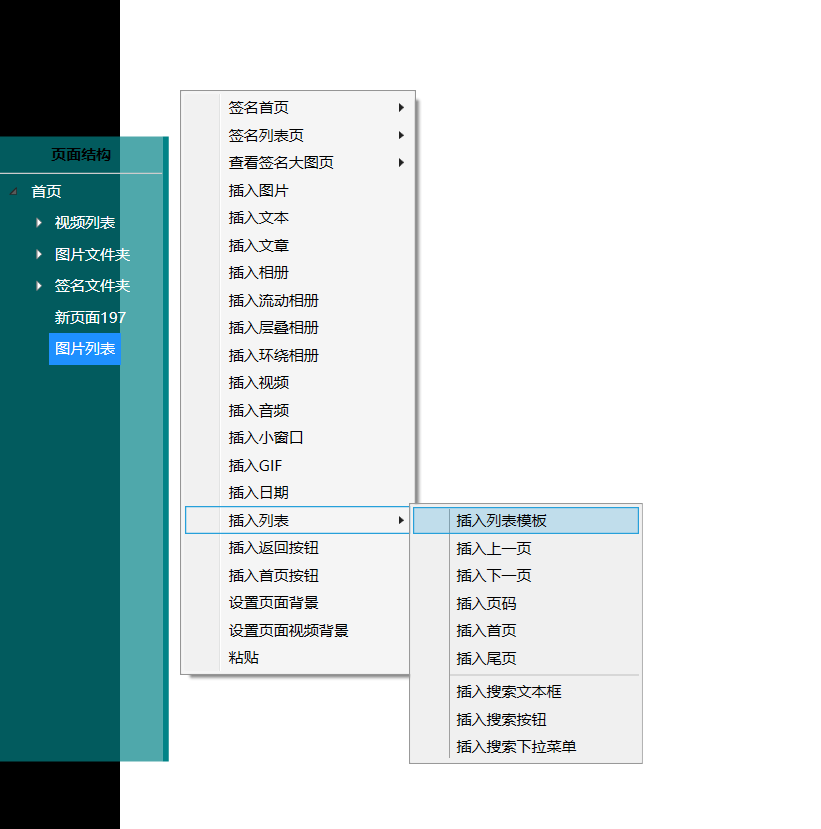 页面结构
首页
视频列表
图片文件夹
签名文件夹
新页面197
图片列表
签名首页
签名列表页
查看签名大图页
插入图片
插入文本
插入文章
插入相册
插入流动相册
插入层叠相册
插入环绕相册
插入视频
插入音频
插入小窗口
插入GIF
插入日期
插入列表
插入返回按钮
插入首页按钮
设置页面背景
设置页面视频背景
粘贴
插入列表模板
插入上一页
插入下一页
插入页码
插入首页
插入尾页
插入搜索文本框
插入搜索按钮
插入搜索下拉菜单